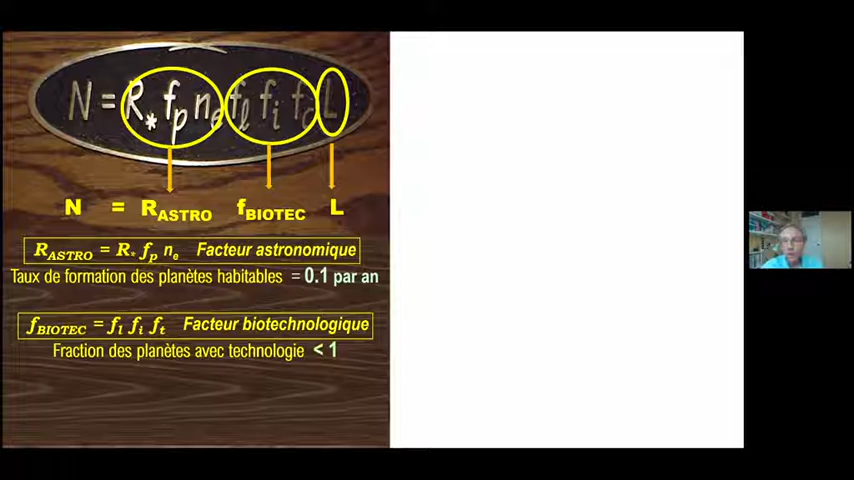 N = R* fp ne fl fi fc L
N = RASTRO fBIOTEC L
RASTRO = R* fp ne Facteur astronomique
Taux de formation des planètes habitables = 0.1 par an
fBIOTEC = fl fi ft Facteur biotechnologique
Fraction des planètes avec technologie < 1